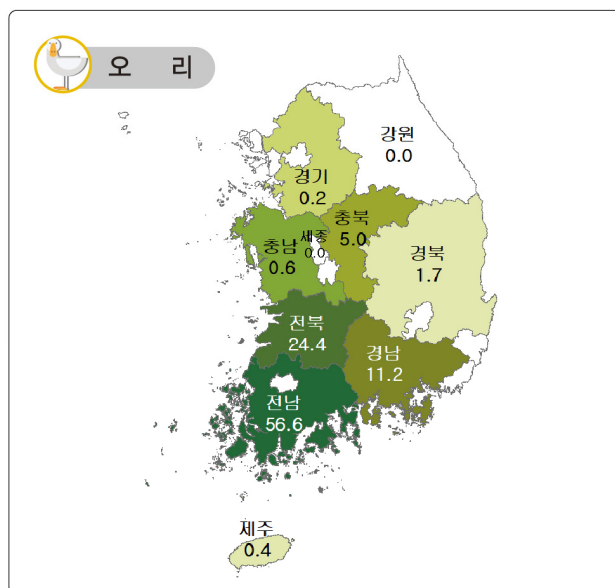 오 리
강원
0.0
경기
0.2
충북
5.0
세종
0.0
충남
0.6
경북
1.7
전북
24.4
경남
11.2
전남
56.6
제주
0.4